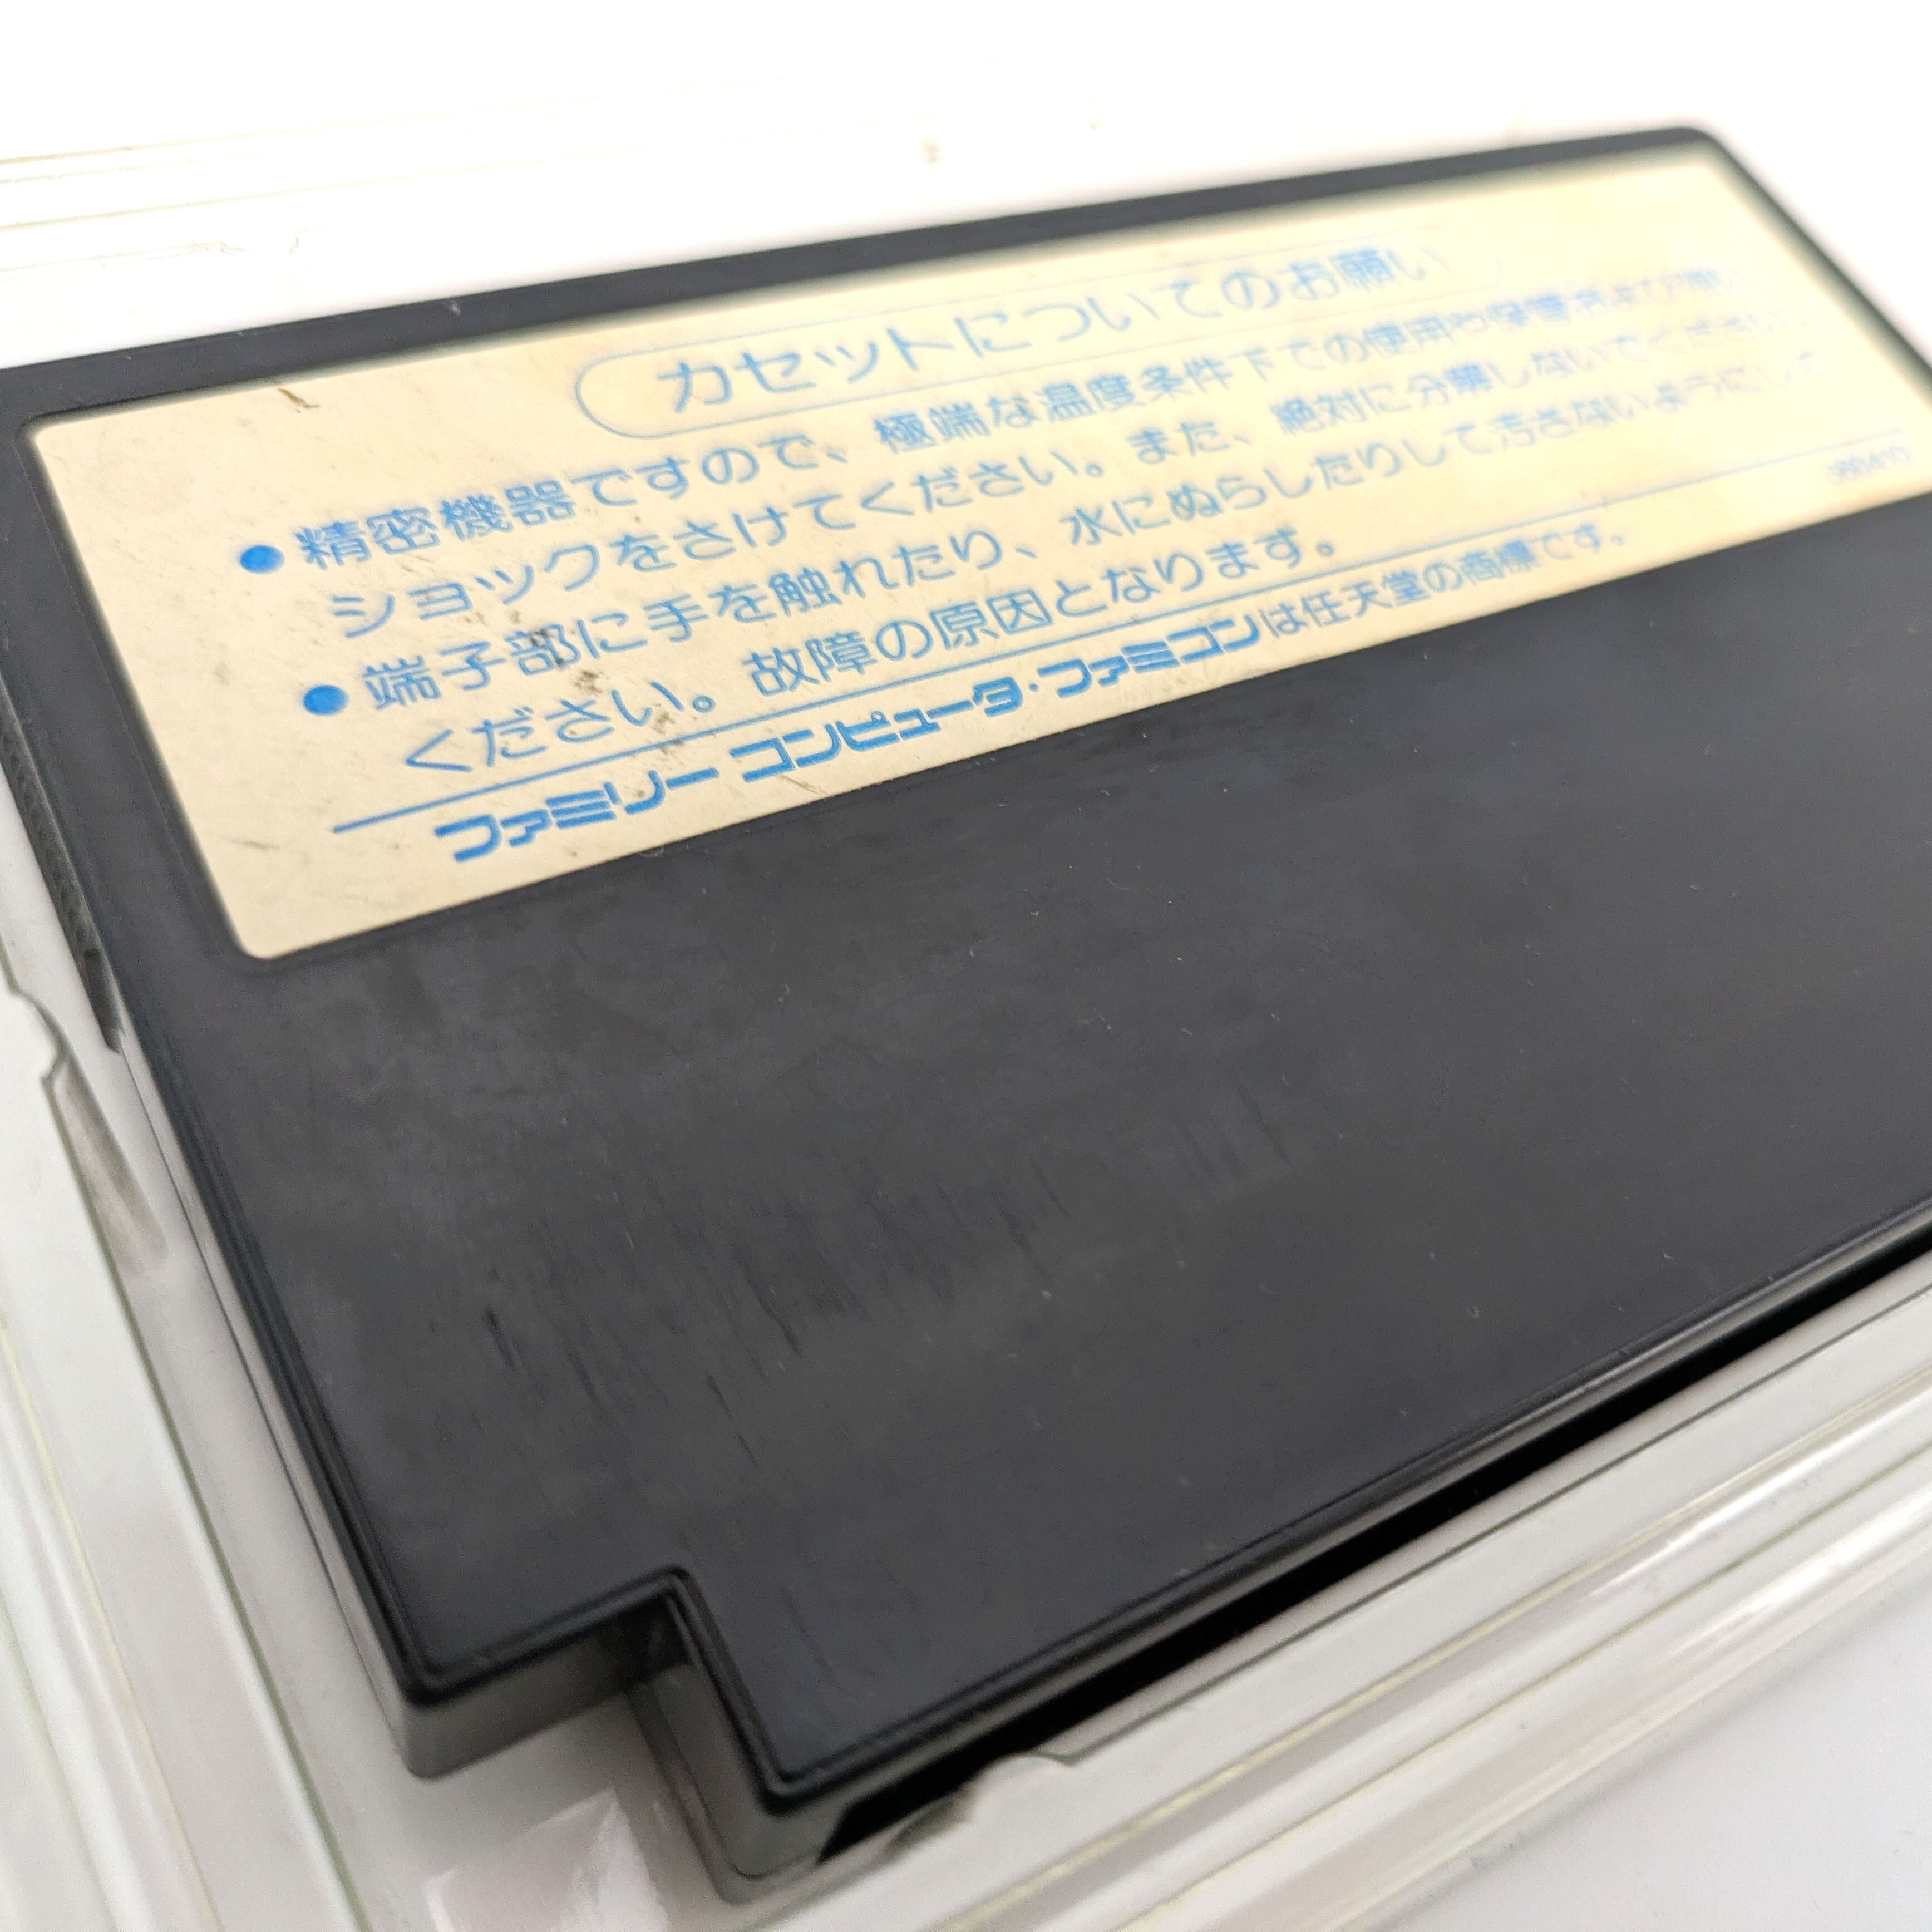 カセットについてのお願い
●精密機器ですので、極端な温度条件下での使用や保管および強い
ショックをさけてください。また、絶対に分解しないでください。
●端子部に手を触れたり、水にぬらしたりして汚さないようにして
ください。故障の原因となります。
ファミリーコンピュータ・ファミコンは任天堂の商標です。